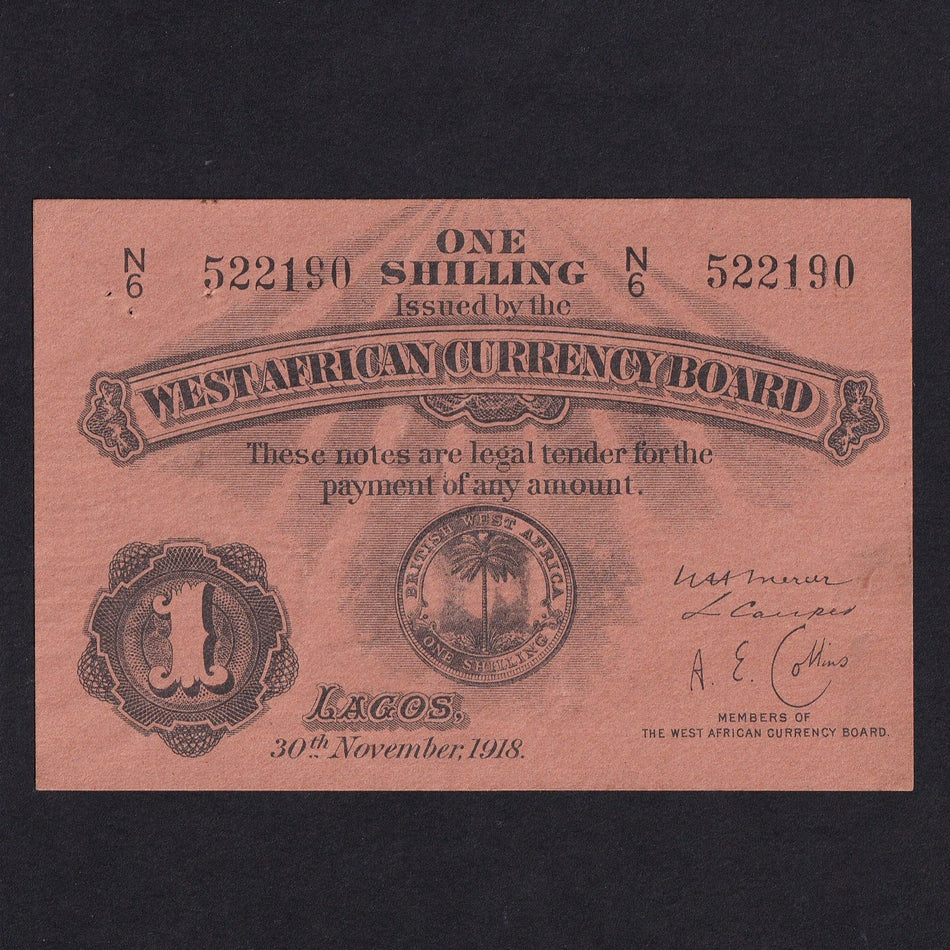 ONE
N 6 522190 SHILLING N 6 522190
Issued by the
WEST AFRICAN CURRENCY BOARD
These notes are legal tender for the
payment of any amount.
BRITISH WEST AFRICA
ONE SHILLING
1
A. E. Collins
LAGOS,
30th November, 1918.
MEMBERS OF
THE WEST AFRICAN CURRENCY BOARD.